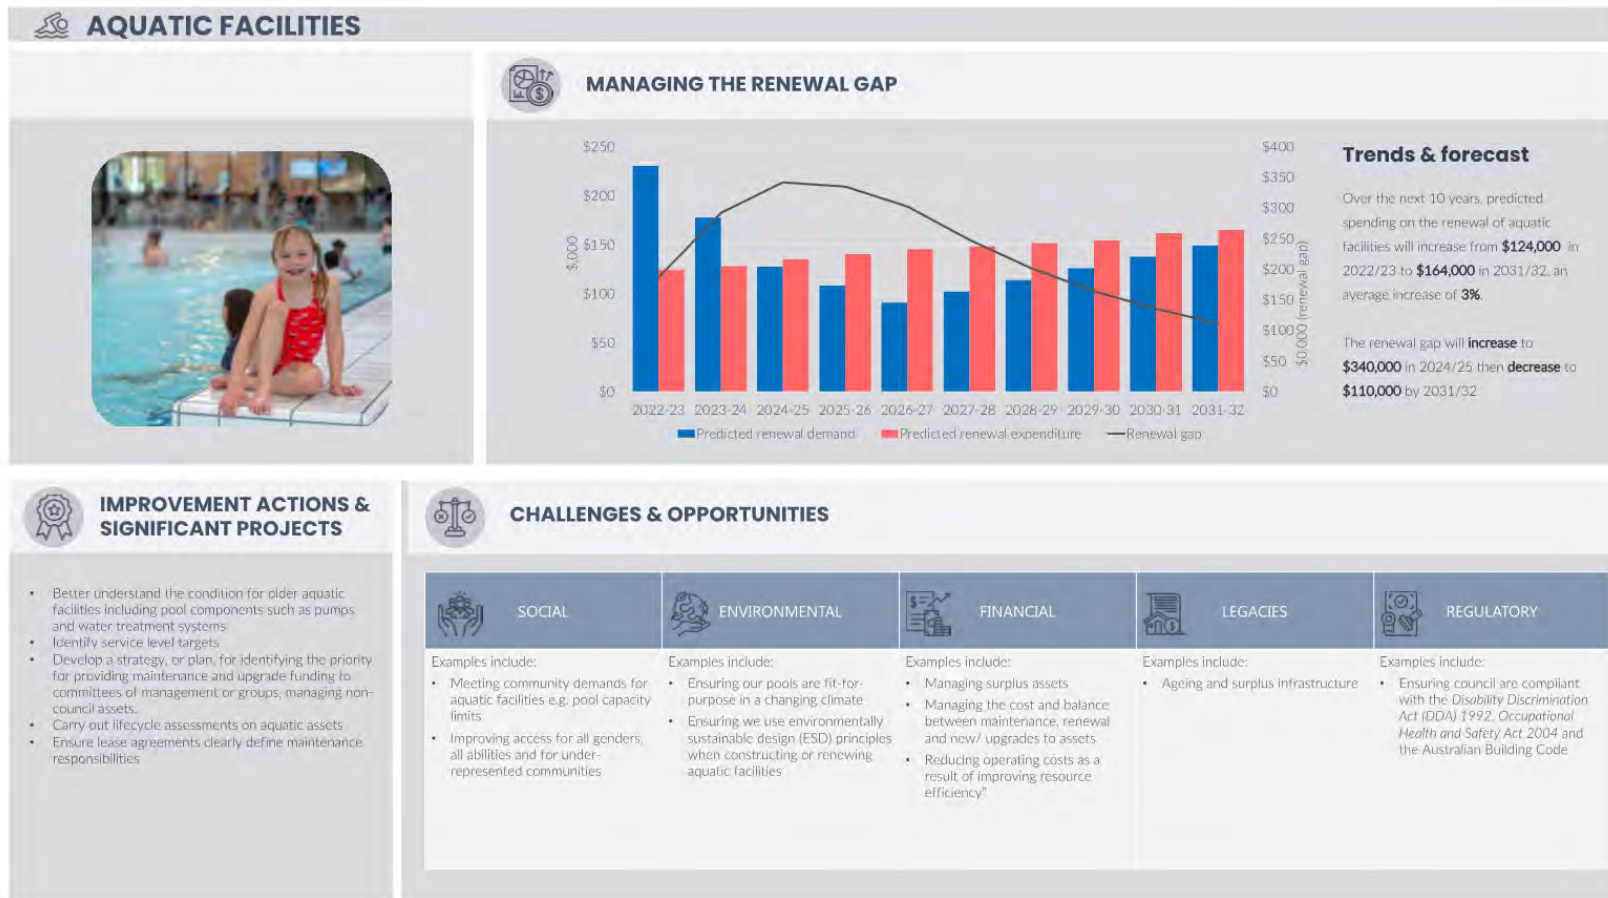 AQUATIC FACILITIES
MANAGING THE RENEWAL GAP
$250
$200
$150
$100
$50
$0
$,000
$400
$350
$300
$250
$200
$150
$100
$50
$0
$0,000 (renewal gap)
2022-23 2023-24 2024-25 2025-26 2026-27 2027-28 2028-29 2029-30 2030-31 2031-32
Predicted renewal demand Predicted renewal expenditure Renewal gap
Trends & forecast
Over the next 10 years, predicted
spending on the renewal of aquatic
facilities will increase from $124,000 in
2022/23 to $164,000 in 2031/32, an
average increase of 3%.
The renewal gap will increase to
$340,000 in 2024/25 then decrease to
$110,000 by 2031/32
IMPROVEMENT ACTIONS &
SIGNIFICANT PROJECTS
• Better understand the condition for older aquatic
facilities including pool components such as pumps
and water treatment systems
• Identify service level targets
• Develop a strategy, or plan, for identifying the priority
for providing maintenance and upgrade funding to
committees of management or groups, managing non-
council assets.
• Carry out lifecycle assessments on aquatic assets
• Ensure lease agreements clearly define maintenance
responsibilities
CHALLENGES & OPPORTUNITIES
SOCIAL
Examples include:
• Meeting community demands for
aquatic facilities e.g. pool capacity
limits
• Improving access for all genders,
all abilities and for under-
represented communities
ENVIRONMENTAL
Examples include:
• Ensuring our pools are fit-for-
purpose in a changing climate
• Ensuring we use environmentally
sustainable design (ESD) principles
when constructing or renewing
aquatic facilities
FINANCIAL
Examples include:
• Managing surplus assets
• Managing the cost and balance
between maintenance, renewal
and new/ upgrades to assets
• Reducing operating costs as a
result of improving resource
efficiency"
LEGACIES
Examples include:
• Ageing and surplus infrastructure
REGULATORY
Examples include:
• Ensuring council are compliant
with the Disability Discrimination
Act (DDA) 1992, Occupational
Health and Safety Act 2004 and
the Australian Building Code